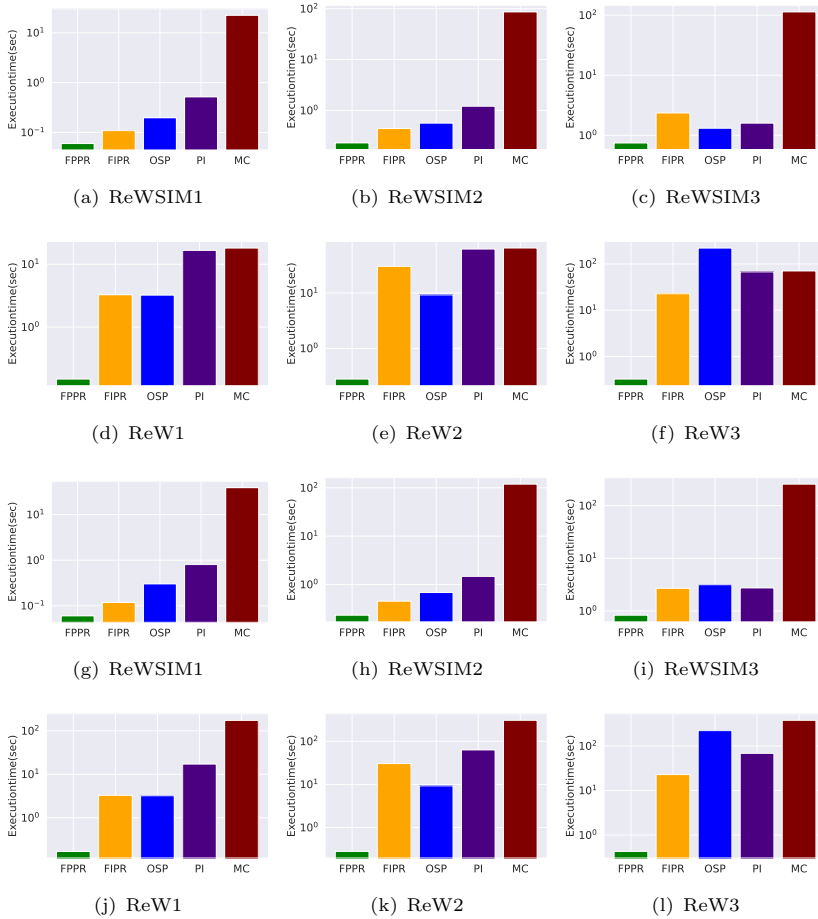 Executiontime(sec)
10^1
10^0
10^-1
FPPR FIPR OSP PI MC
(a) ReWSIM1
Executiontime(sec)
10^2
10^1
10^0
FPPR FIPR OSP PI MC
(b) ReWSIM2
Executiontime(sec)
10^2
10^1
10^0
FPPR FIPR OSP PI MC
(c) ReWSIM3
Executiontime(sec)
10^1
10^0
FPPR FIPR OSP PI MC
(d) ReW1
Executiontime(sec)
10^1
10^0
FPPR FIPR OSP PI MC
(e) ReW2
Executiontime(sec)
10^2
10^1
10^0
FPPR FIPR OSP PI MC
(f) ReW3
Executiontime(sec)
10^1
10^0
10^-1
FPPR FIPR OSP PI MC
(g) ReWSIM1
Executiontime(sec)
10^2
10^1
10^0
FPPR FIPR OSP PI MC
(h) ReWSIM2
Executiontime(sec)
10^2
10^1
10^0
FPPR FIPR OSP PI MC
(i) ReWSIM3
Executiontime(sec)
10^2
10^1
10^0
FPPR FIPR OSP PI MC
(j) ReW1
Executiontime(sec)
10^2
10^1
10^0
FPPR FIPR OSP PI MC
(k) ReW2
Executiontime(sec)
10^2
10^1
10^0
FPPR FIPR OSP PI MC
(l) ReW3